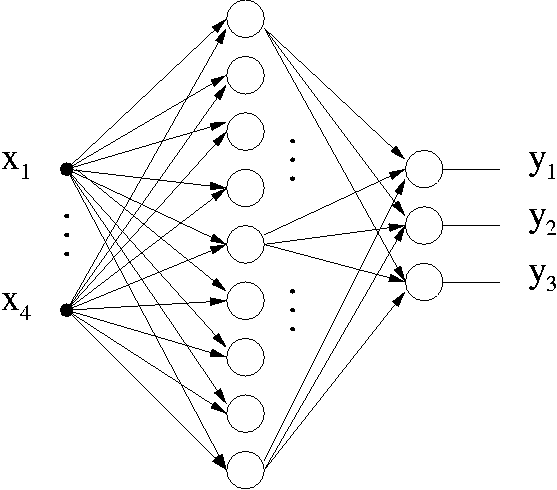 x₁
x₄
y₁
y₂
y₃